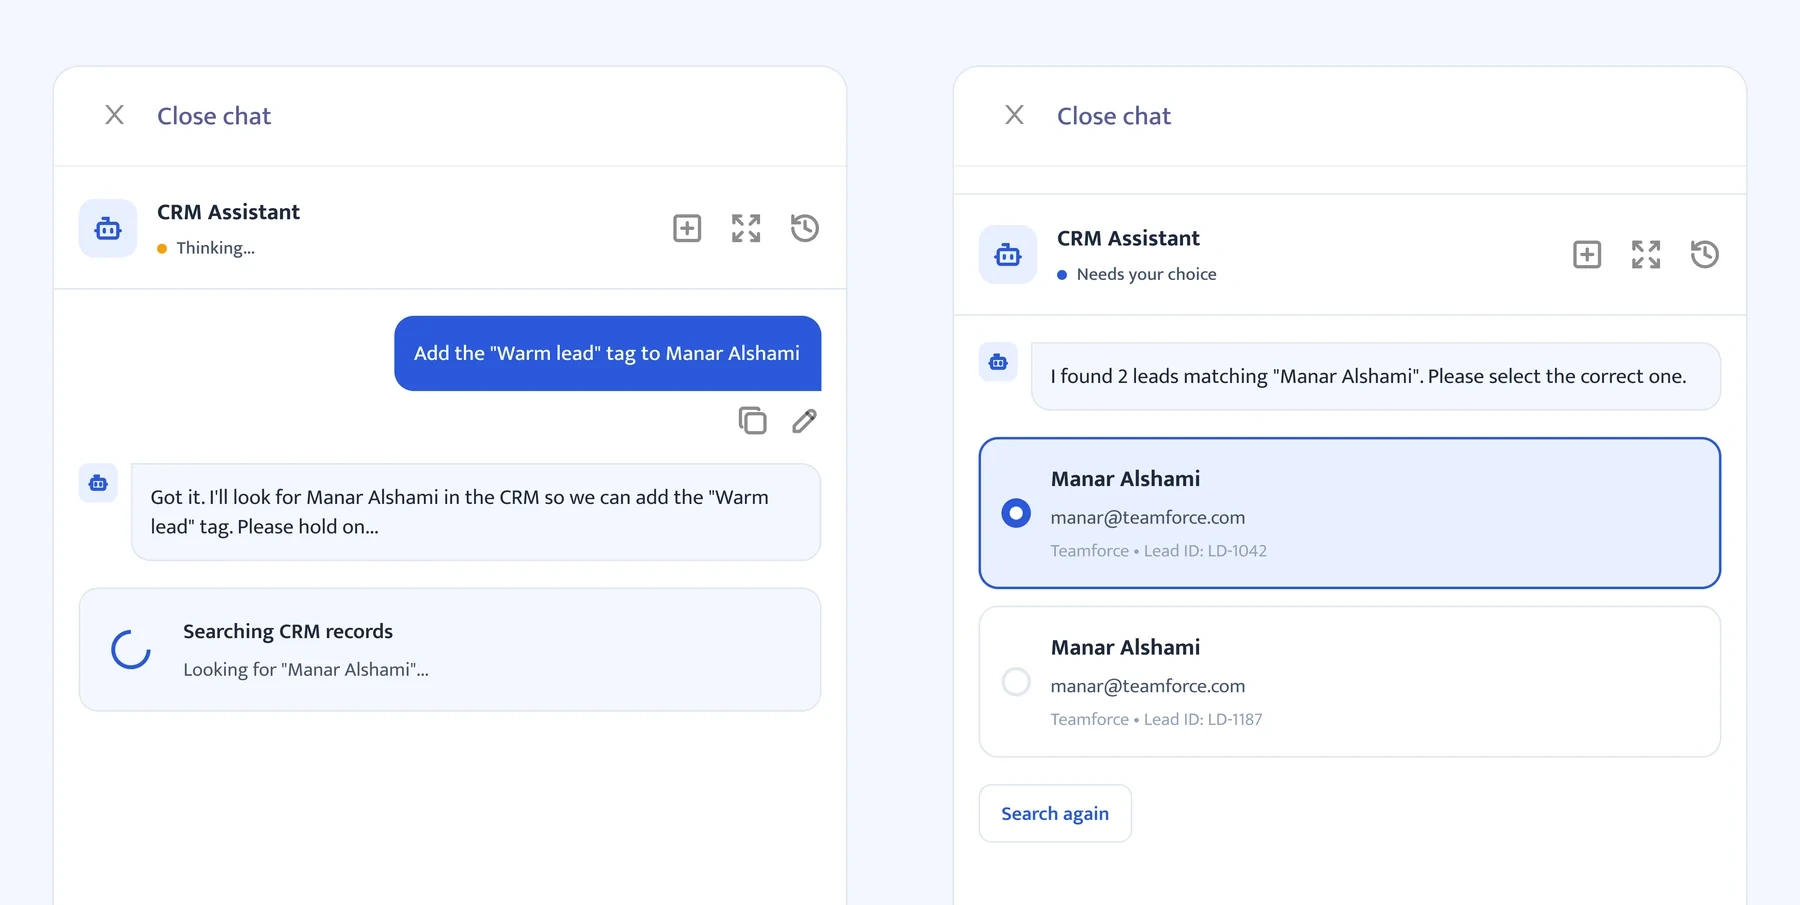 Close chat
CRM Assistant
Thinking...
Add the "Warm lead" tag to Manar Alshami
Got it. I'll look for Manar Alshami in the CRM so we can add the "Warm
lead" tag. Please hold on...
Searching CRM records
Looking for "Manar Alshami"...
Close chat
CRM Assistant
Needs your choice
I found 2 leads matching "Manar Alshami". Please select the correct one.
Manar Alshami
manar@teamforce.com
Teamforce • Lead ID: LD-1042
Manar Alshami
manar@teamforce.com
Teamforce • Lead ID: LD-1187
Search again